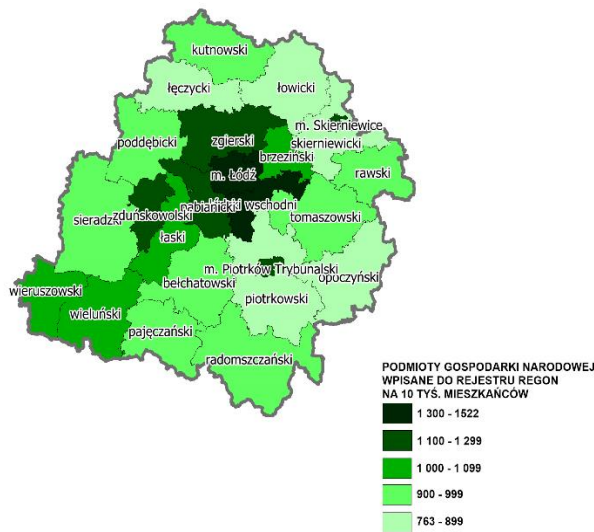 kutnowski
łęczycki
łowicki
m. Skierniewice
zgierski
skierniewicki
poddębicki
brzeziński
m. Łódź
rawski
sieradzki
zduńskowolski
pabianicki
wschodni
tomaszowski
łaski
m. Piotrków Trybunalski
opoczyński
wieruszowski
bełchatowski
piotrkowski
wieluński
pajęczański
radomszczański
PODMIOTY GOSPODARKI NARODOWEJ
WPISANE DO REJESTRU REGON
NA 10 TYŚ. MIESZKAŃCÓW
1 300 - 1522
1 100 - 1 299
1 000 - 1 099
900 - 999
763 - 899